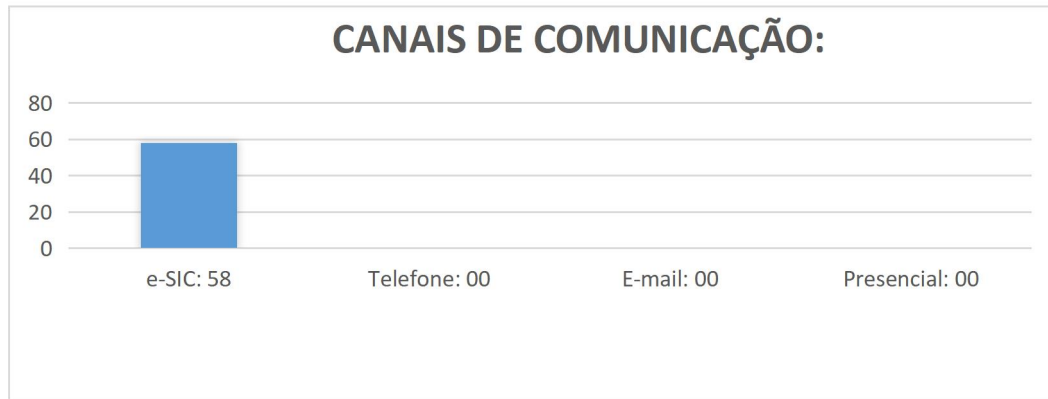 CANAIS DE COMUNICAÇÃO:
80
60
40
20
0
e-SIC: 58 Telefone: 00 E-mail: 00 Presencial: 00